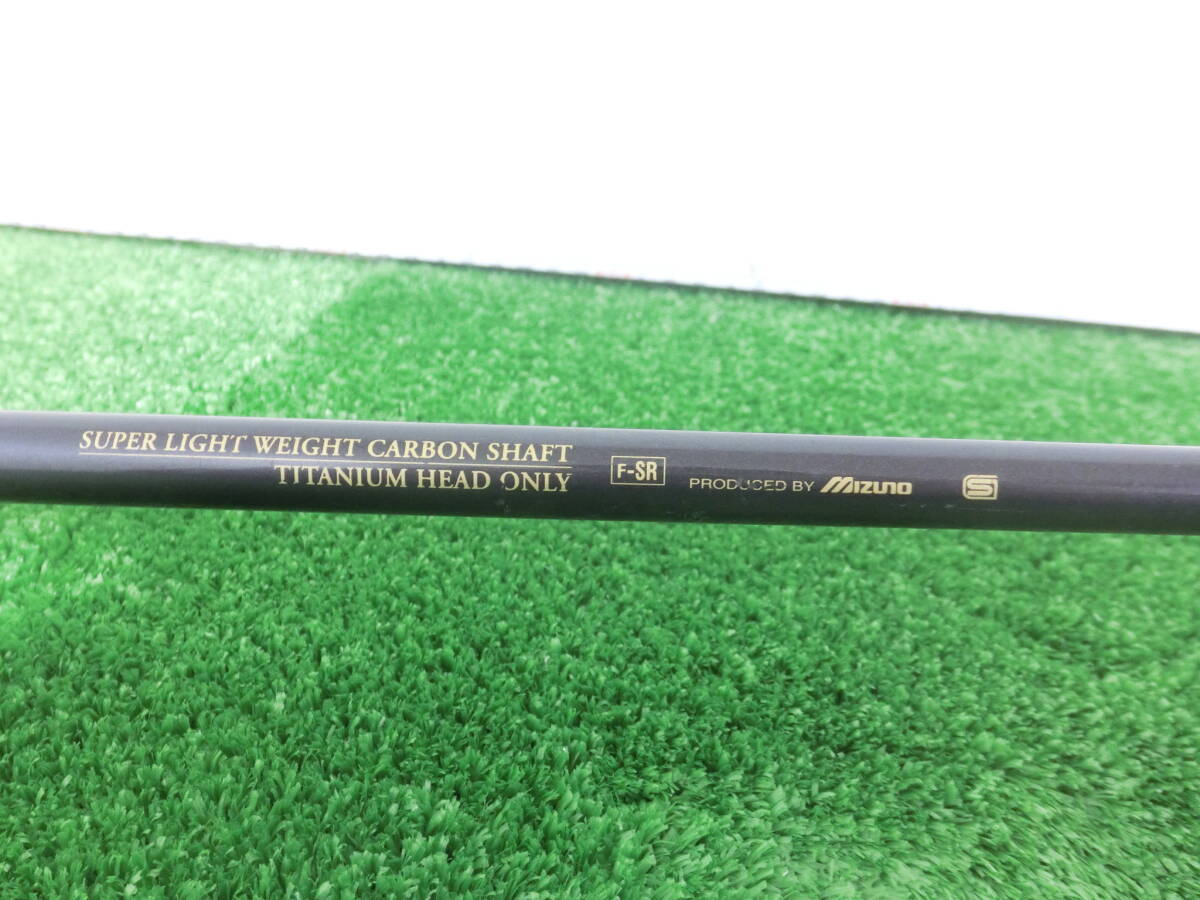 SUPER LIGHT WEIGHT CARBON SHAFT
TITANIUM HEAD ONLY
F-SR
PRODUCED BY MIZUNO
S